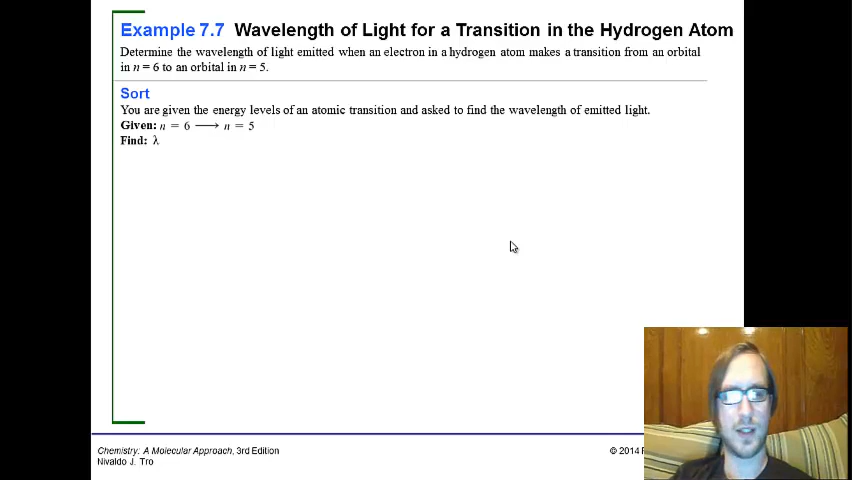 Example 7.7 Wavelength of Light for a Transition in the Hydrogen Atom
Determine the wavelength of light emitted when an electron in a hydrogen atom makes a transition from an orbital
in n = 6 to an orbital in n = 5.
Sort
You are given the energy levels of an atomic transition and asked to find the wavelength of emitted light.
Given: n = 6 ⟶ n = 5
Find: λ
Chemistry: A Molecular Approach, 3rd Edition
Nivaldo J. Tro
© 2014